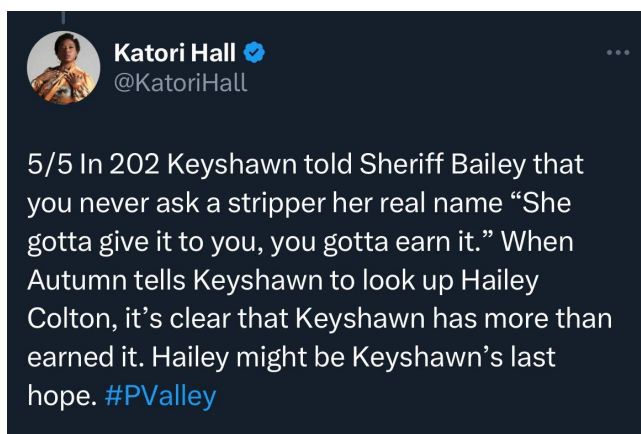 Katori Hall
@KatoriHall
5/5 In 202 Keyshawn told Sheriff Bailey that
you never ask a stripper her real name “She
gotta give it to you, you gotta earn it.” When
Autumn tells Keyshawn to look up Hailey
Colton, it’s clear that Keyshawn has more than
earned it. Hailey might be Keyshawn’s last
hope. #PValley